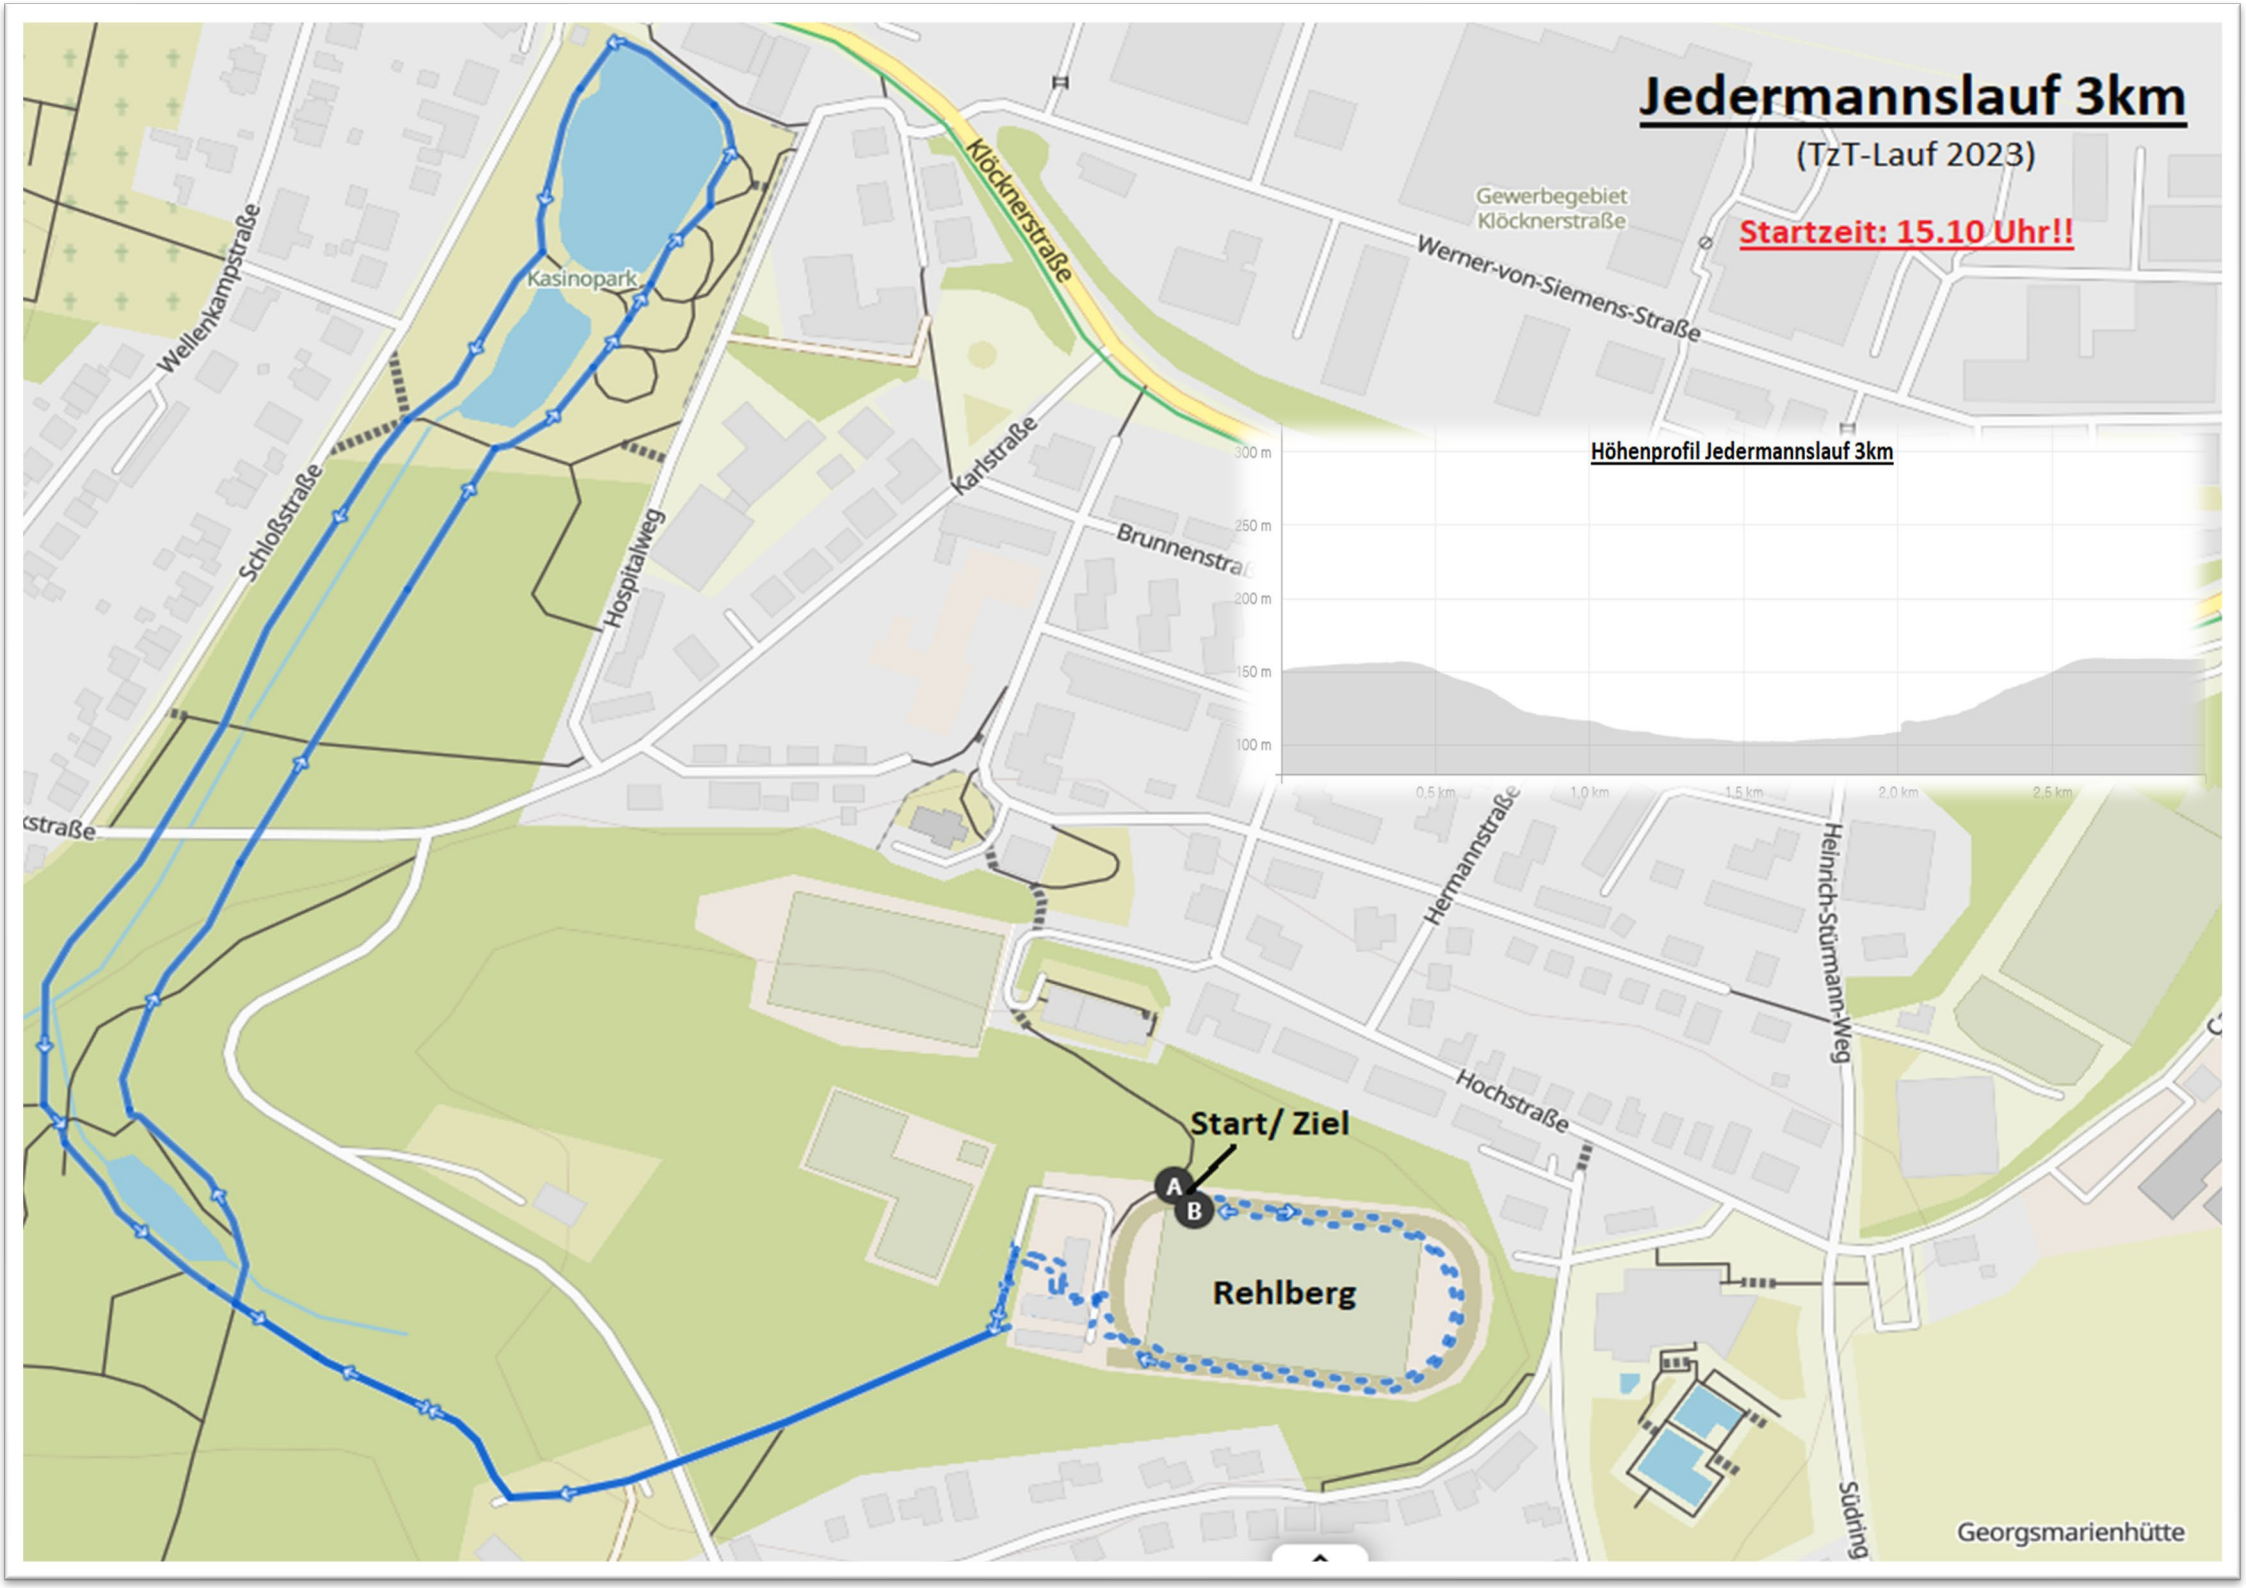 Jedermannslauf 3km
(TzT-Lauf 2023)
Startzeit: 15.10 Uhr!!
Gewerbegebiet
Klöcknerstraße
Klöcknerstraße
Werner-von-Siemens-Straße
Wellenkampstraße
Kasinopark
Schloßstraße
Hospitalweg
Karlstraße
Brunnenstraß
Höhenprofil Jedermannslauf 3km
300 m
250 m
200 m
150 m
100 m
0,5 km
1,0 km
1,5 km
2,0 km
2,5 km
kstraße
Hermannstraße
Heinrich-Stürmann-Weg
Hochstraße
Start/ Ziel
A
B
Rehlberg
Südring
Georgsmarienhütte